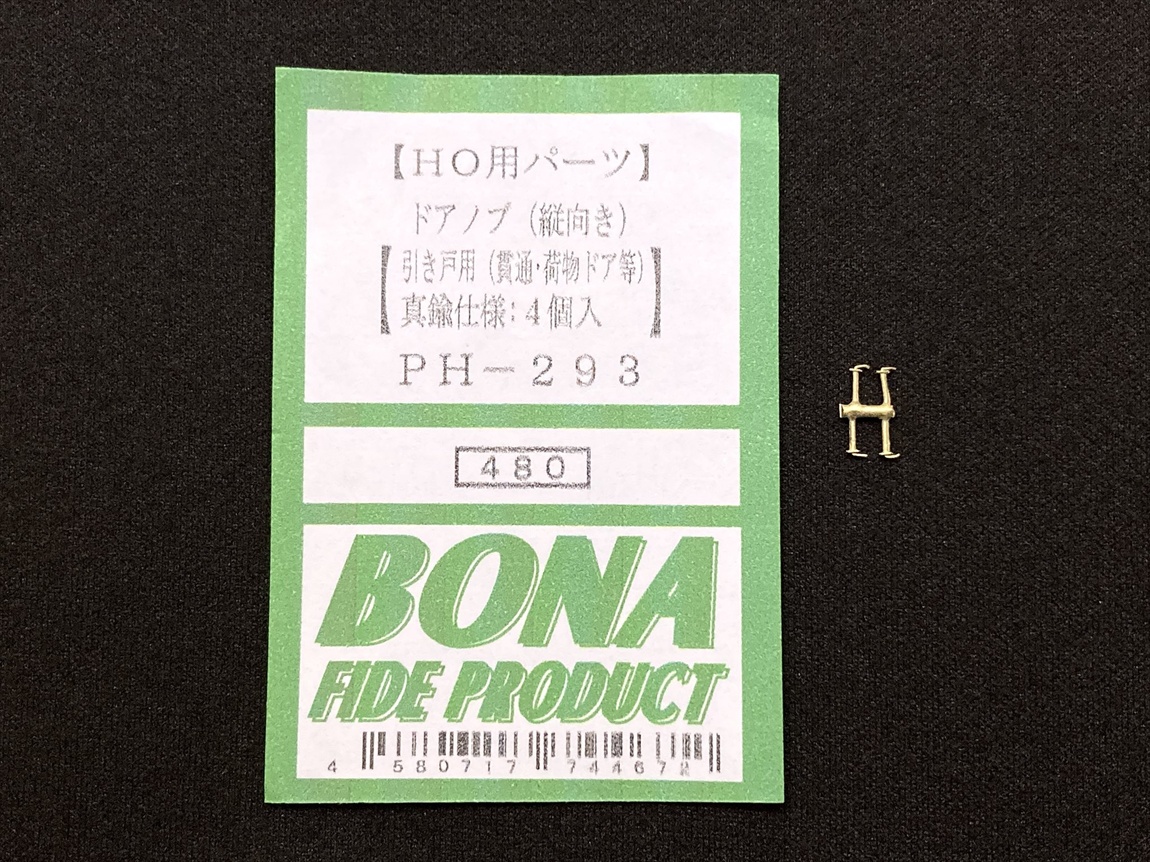 【HO用パーツ】
ドアノブ（縦向き）
【引き戸用（貫通・荷物ドア等）
真鍮仕様：４個入】
PH－293
480
BONA
FIDE PRODUCT
4 580717 744672